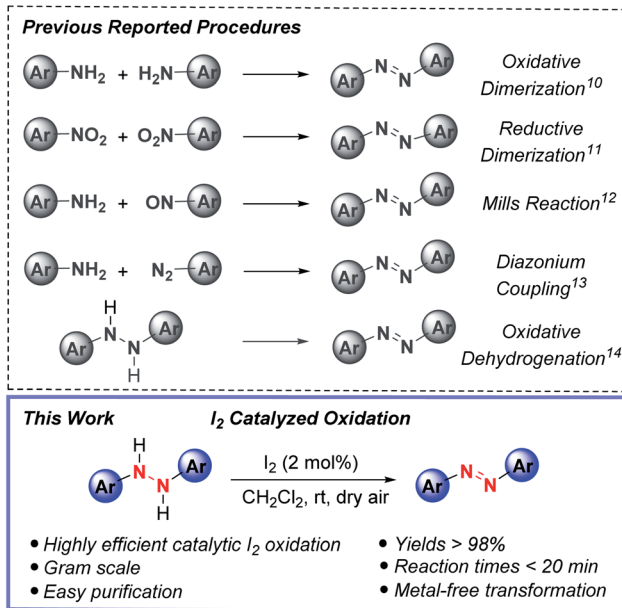 Previous Reported Procedures
Ar NH₂ + H₂N Ar Ar N N Ar Oxidative Dimerization¹⁰
Ar NO₂ + O₂N Ar Ar N N Ar Reductive Dimerization¹¹
Ar NH₂ + ON Ar Ar N N Ar Mills Reaction¹²
Ar NH₂ + N₂ Ar Ar N N Ar Diazonium Coupling¹³
H
Ar N N Ar Ar N N Ar Oxidative Dehydrogenation¹⁴
H
This Work I₂ Catalyzed Oxidation
H
Ar N N Ar I₂ (2 mol%) Ar N N Ar
H CH₂Cl₂, rt, dry air
• Highly efficient catalytic I₂ oxidation
• Gram scale
• Easy purification
• Yields > 98%
• Reaction times < 20 min
• Metal-free transformation